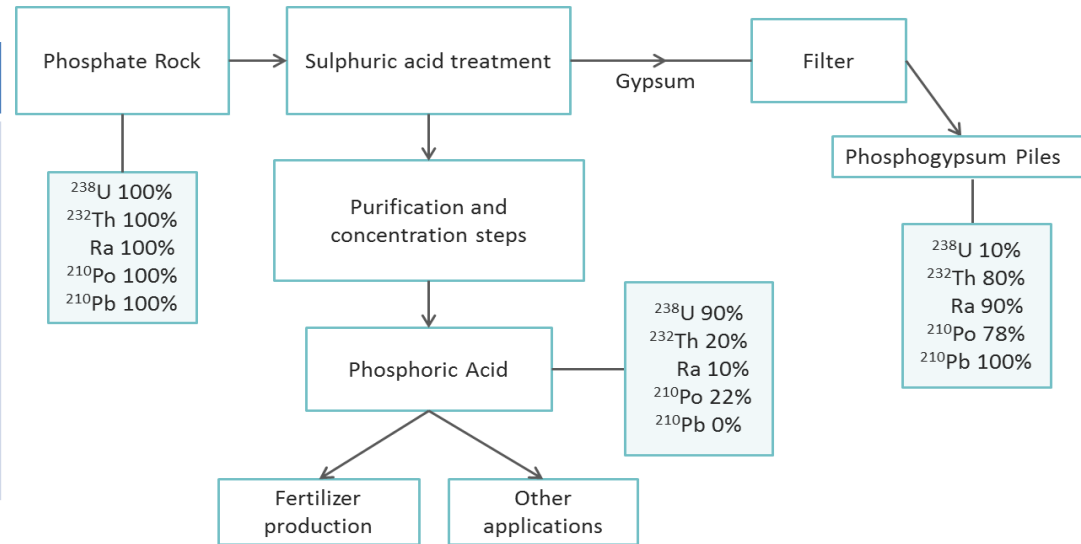 Phosphate Rock
Sulphuric acid treatment
Gypsum
Filter
Phosphogypsum Piles
²³⁸U 100%
²³²Th 100%
Ra 100%
²¹⁰Po 100%
²¹⁰Pb 100%
Purification and
concentration steps
²³⁸U 10%
²³²Th 80%
Ra 90%
²¹⁰Po 78%
²¹⁰Pb 100%
Phosphoric Acid
²³⁸U 90%
²³²Th 20%
Ra 10%
²¹⁰Po 22%
²¹⁰Pb 0%
Fertilizer
production
Other
applications